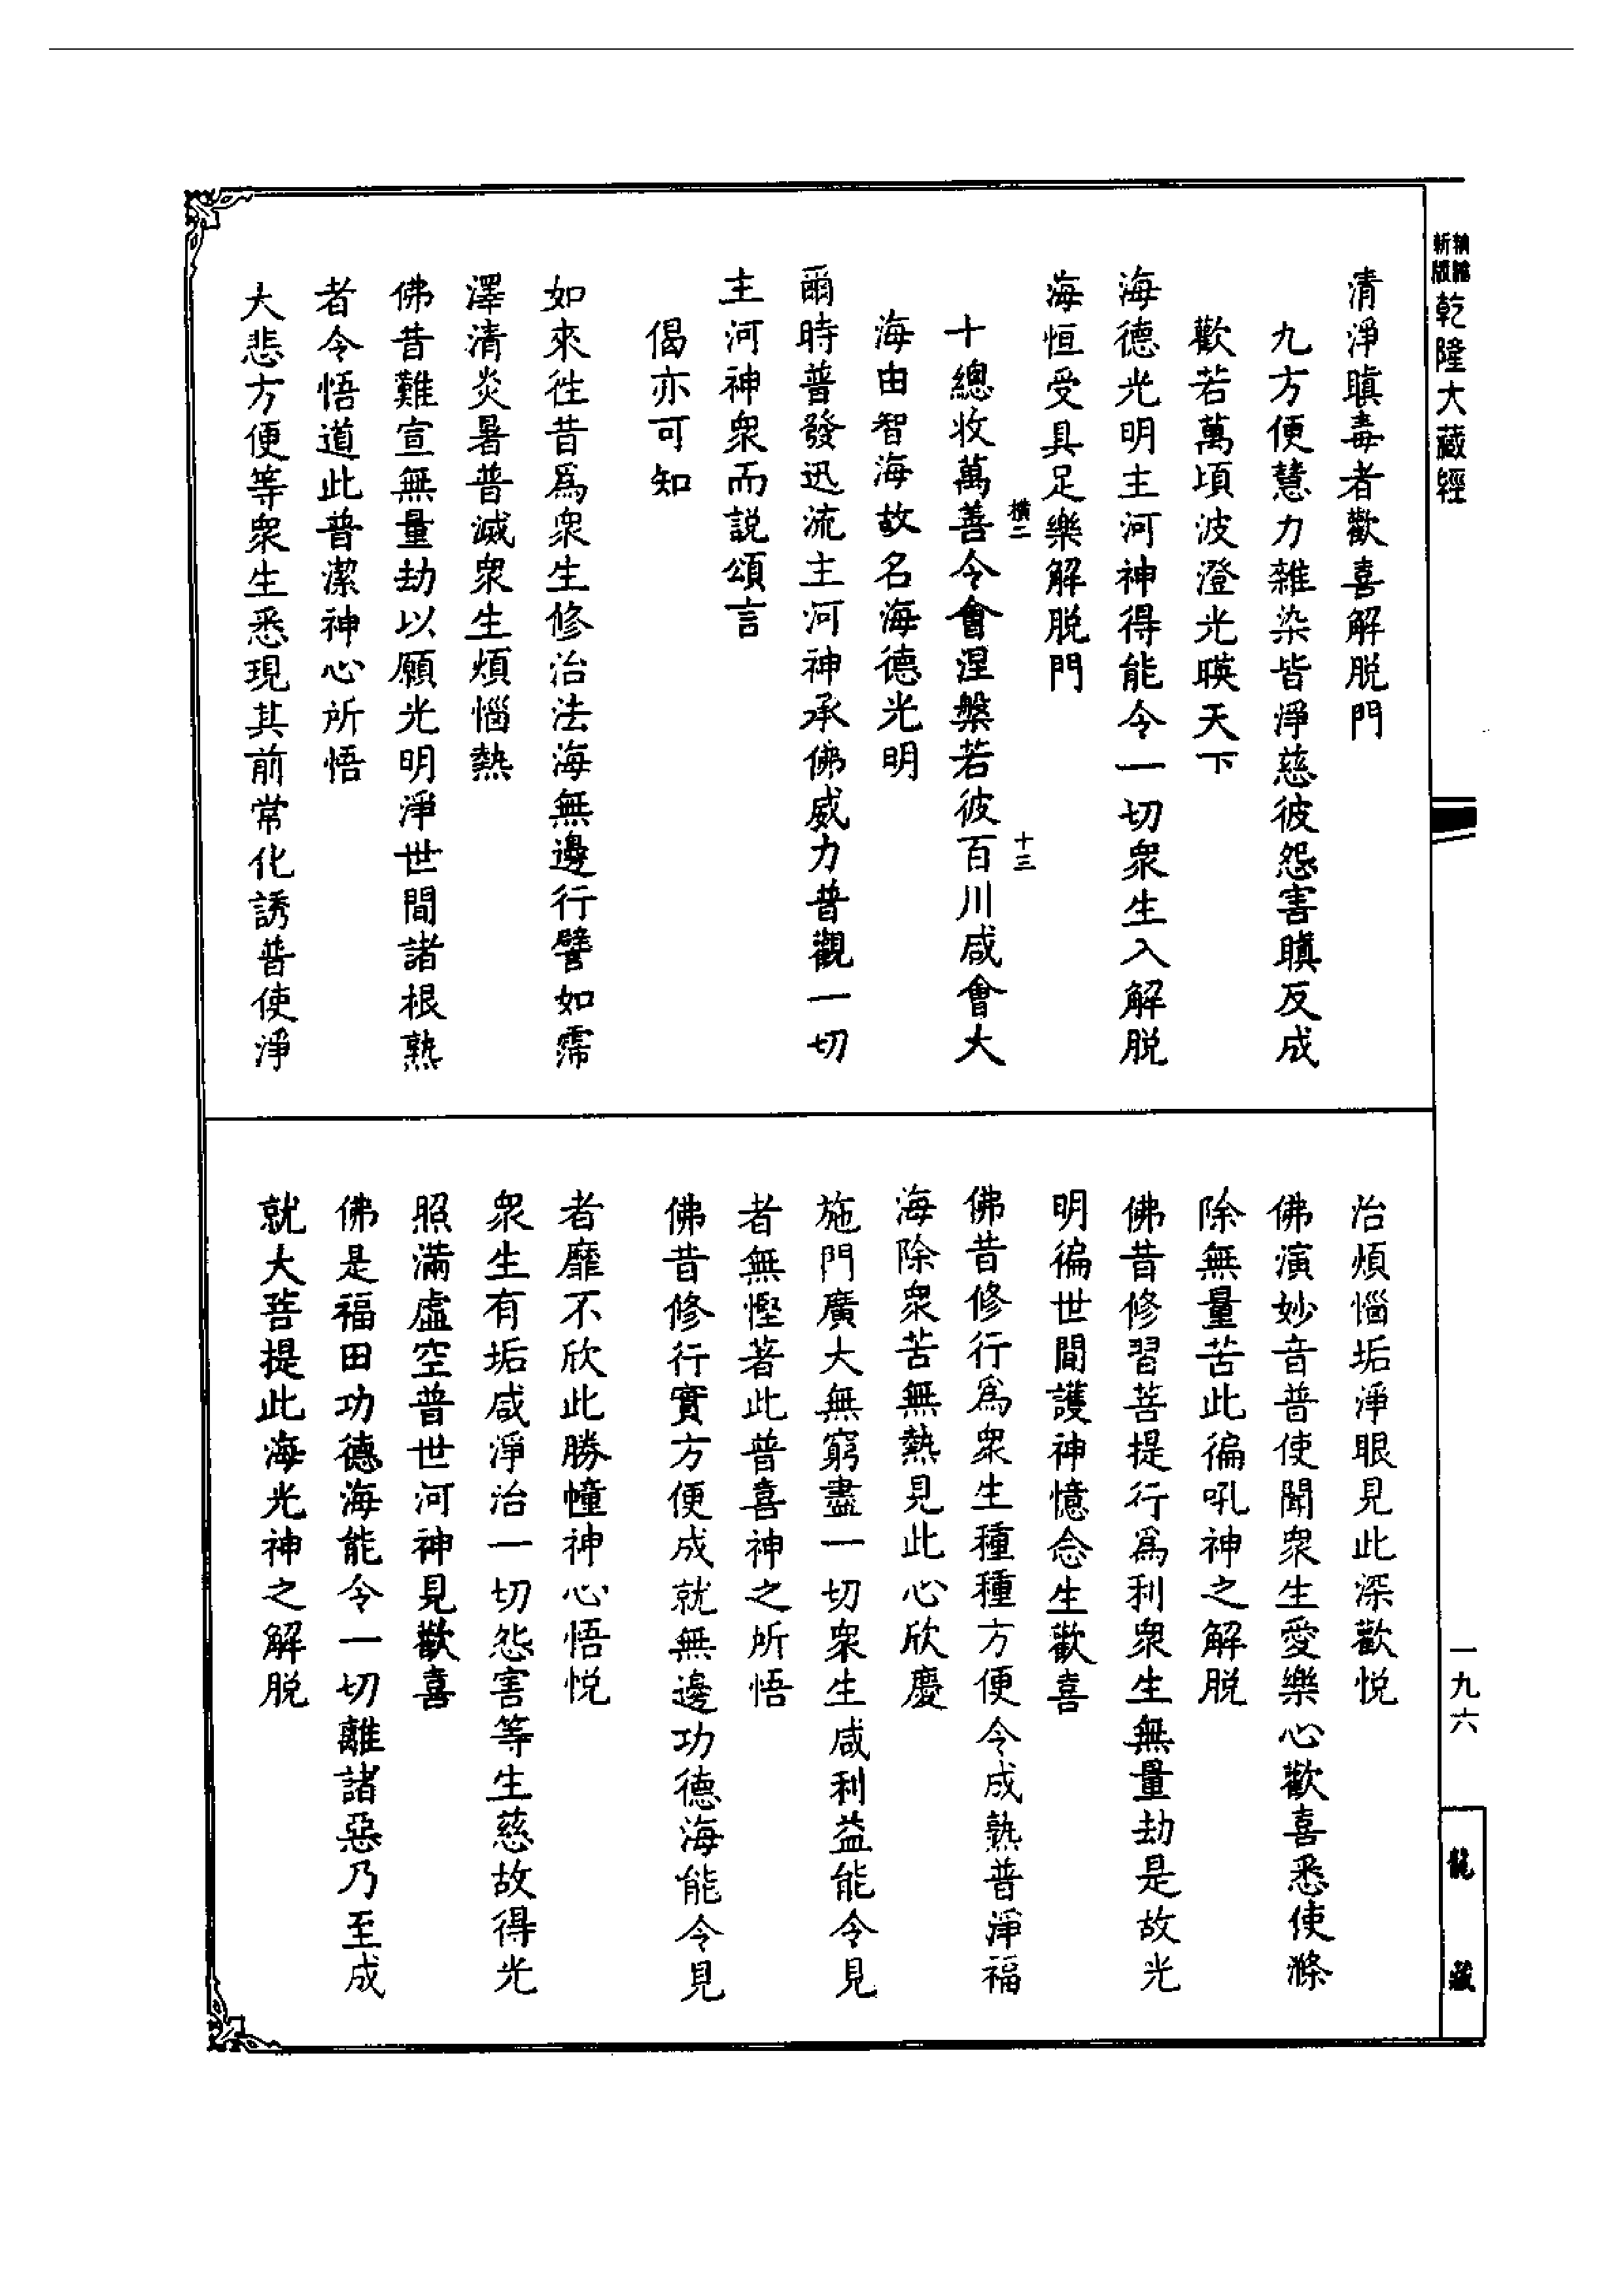 新版精縮
乾隆大藏經
清淨瞋毒者歡喜解脱門
九方便慧力雜染皆淨慈彼怨害瞋反成
歡若萬頃波澄光暎天下
海德光明主河神得能令一切衆生入解脱
海恒受具足樂解脱門
橫二
十三
十總收萬善令會涅槃若彼百川咸會大
海由智海故名海德光明
爾時普發迅流主河神承佛威力普觀一切
主河神衆而説頌言
偈亦可知
如來徃昔爲衆生修治法海無邊行譬如霈
澤清炎暑普滅衆生煩惱熱
佛昔難宣無量劫以願光明淨世間諸根熟
者令悟道此普潔神心所悟
大悲方便等衆生悉現其前常化誘普使淨
治煩惱垢淨眼見此深歡悦
佛演妙音普使聞衆生愛樂心歡喜悉使滌
除無量苦此徧吼神之解脱
佛昔修習菩提行爲利衆生無量劫是故光
明徧世間護神憶念生歡喜
佛昔修行爲衆生種種方便令成熟普淨福
海除衆苦無熱見此心欣慶
施門廣大無窮盡一切衆生咸利益能令見
者無慳著此普喜神之所悟
佛昔修行實方便成就無邊功德海能令見
者靡不欣此勝幢神心悟悦
衆生有垢咸淨治一切怨害等生慈故得光
照滿虛空普世河神見歡喜
佛是福田功德海能令一切離諸惡乃至成
就大菩提此海光神之解脱
一九六
龍藏